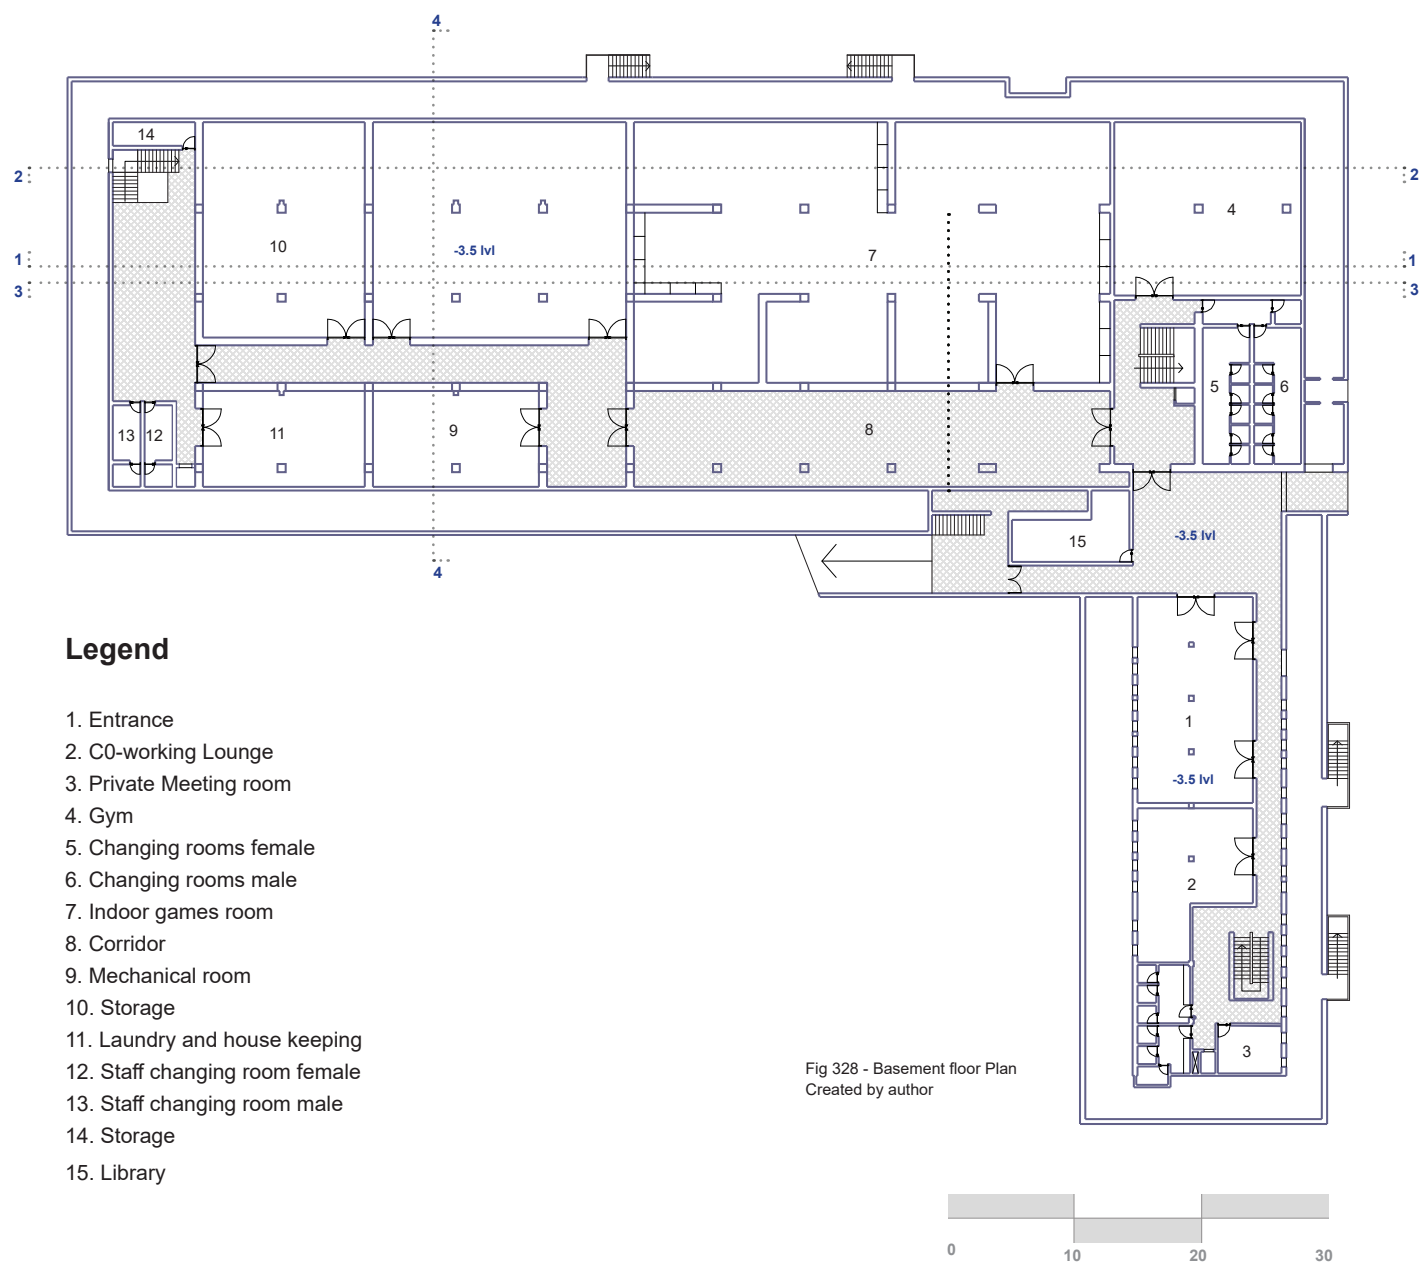 4
14
2
2
4
10
-3.5 lvl
7
1
1
3
3
5
6
13
12
11
9
8
-3.5 lvl
15
4
1
-3.5 lvl
2
3
Legend
1. Entrance
2. C0-working Lounge
3. Private Meeting room
4. Gym
5. Changing rooms female
6. Changing rooms male
7. Indoor games room
8. Corridor
9. Mechanical room
10. Storage
11. Laundry and house keeping
12. Staff changing room female
13. Staff changing room male
14. Storage
15. Library
Fig 328 - Basement floor Plan
Created by author
0 10 20 30